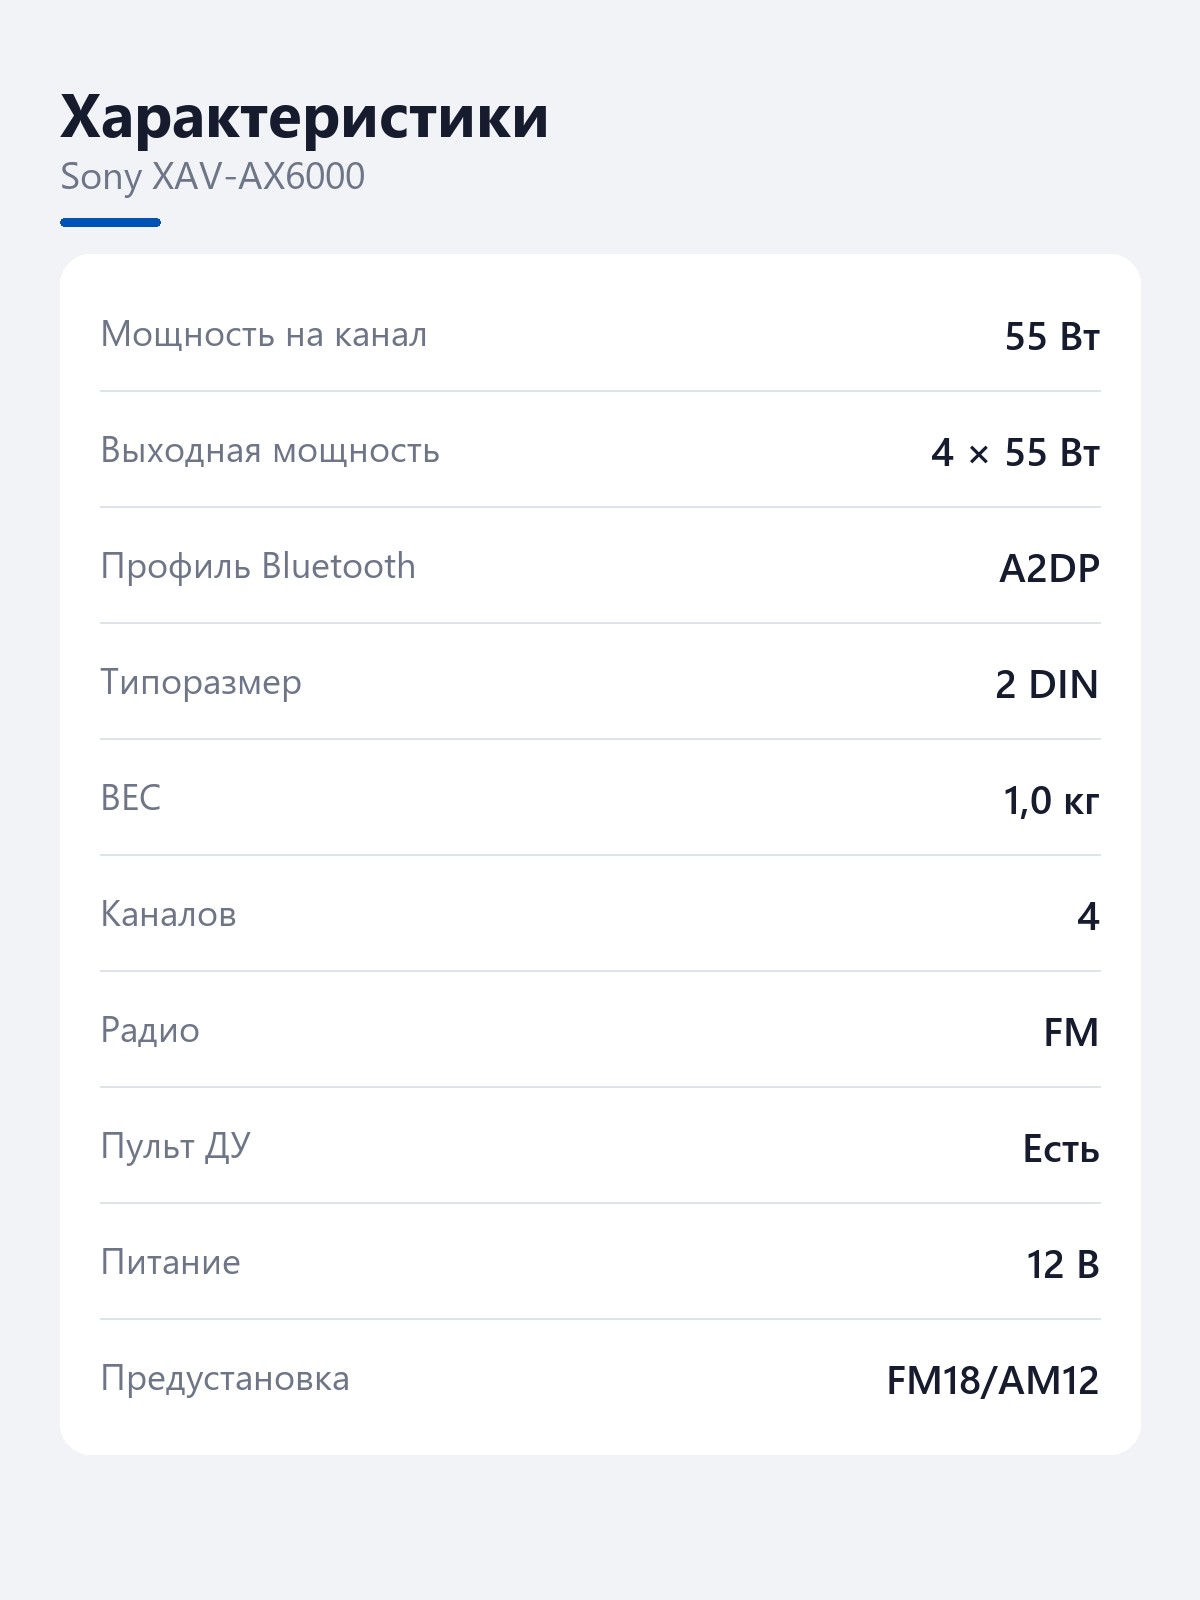 Характеристики
Sony XAV-AX6000
Мощность на канал 55 Вт
Выходная мощность 4 × 55 Вт
Профиль Bluetooth A2DP
Типоразмер 2 DIN
ВЕС 1,0 кг
Каналов 4
Радио FM
Пульт ДУ Есть
Питание 12 В
Предустановка FM18/AM12